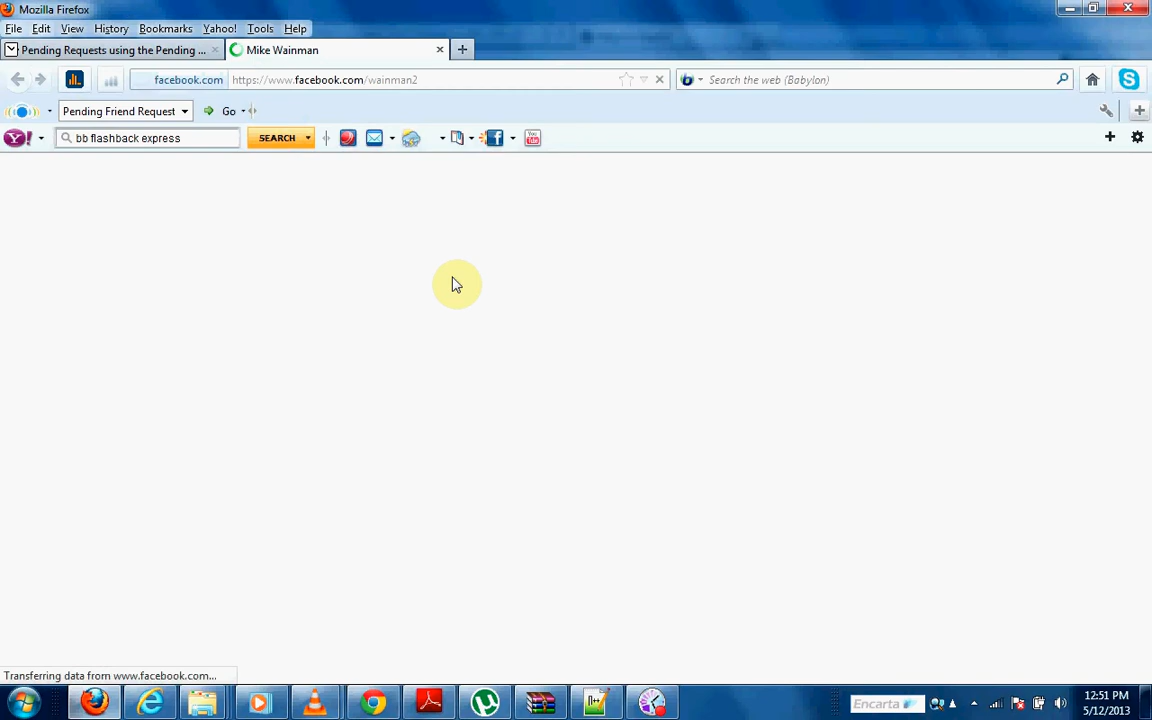 Mozilla Firefox
File Edit View History Bookmarks Yahoo! Tools Help
Pending Requests using the Pending ...
Mike Wainman
facebook.com https://www.facebook.com/wainman2
Search the web (Babylon)
Pending Friend Request Go
Y! bb flashback express SEARCH You Tube
Transferring data from www.facebook.com...
Encarta
12:51 PM
5/12/2013